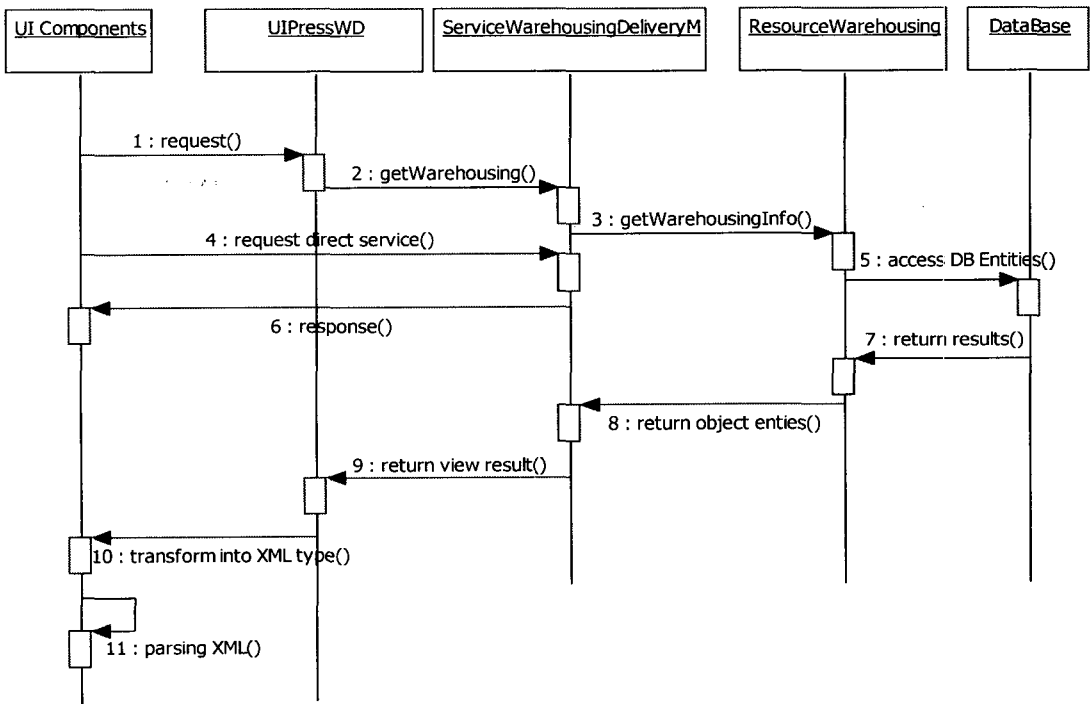 UI Components
UIPressWD
ServiceWarehousingDeliveryM
ResourceWarehousing
DataBase
1 : request()
2 : getWarehousing()
3 : getWarehousingInfo()
4 : request direct service()
5 : access DB Entities()
6 : response()
7 : return results()
8 : return object enties()
9 : return view result()
10 : transform into XML type()
11 : parsing XML()